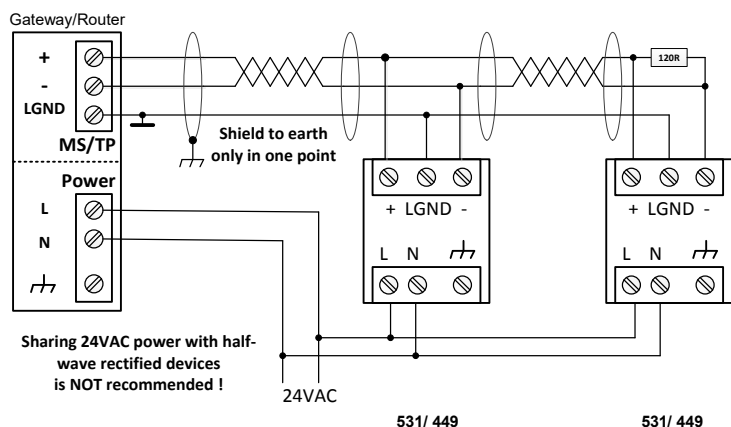 Gateway/Router
+
-
LGND
MS/TP
Power
L
N
120R
Shield to earth
only in one point
+ LGND -
L N
+ LGND -
L N
Sharing 24VAC power with half-
wave rectified devices
is NOT recommended !
24VAC
531/ 449
531/ 449